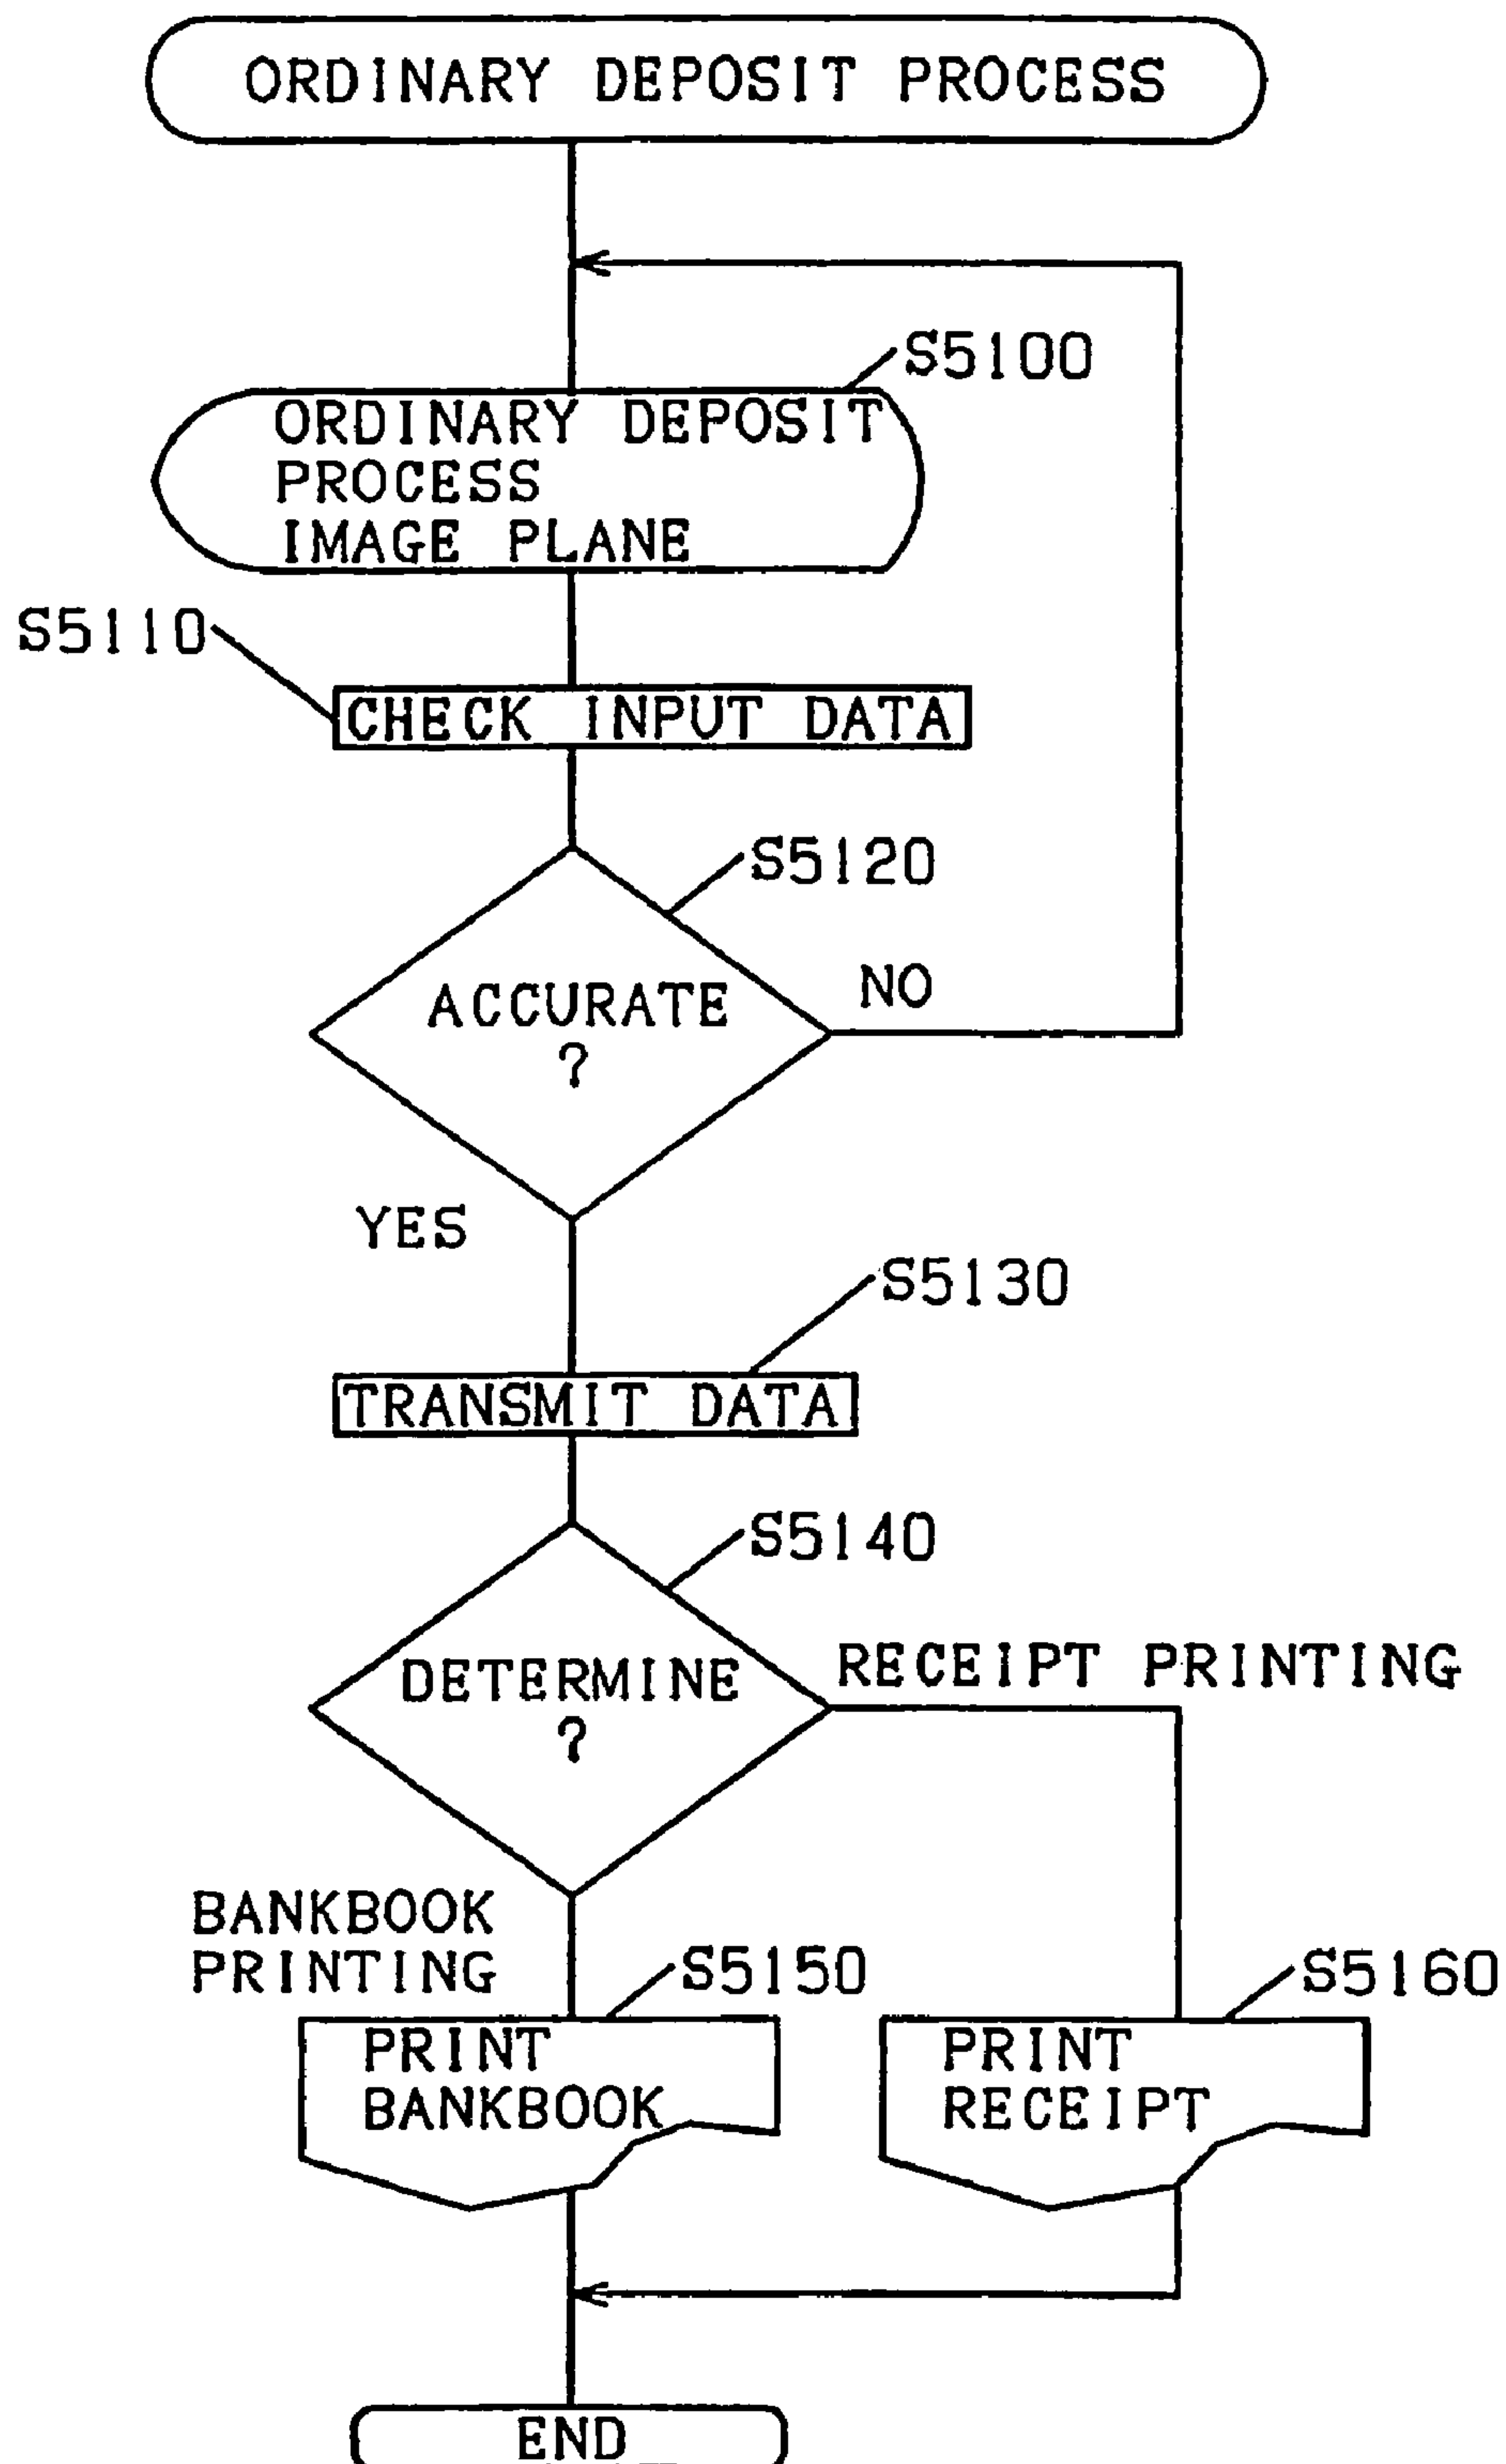 ORDINARY DEPOSIT PROCESS
S5100
ORDINARY DEPOSIT
PROCESS
IMAGE PLANE
S5110
CHECK INPUT DATA
S5120
ACCURATE
?
NO
YES
S5130
TRANSMIT DATA
S5140
DETERMINE
?
RECEIPT PRINTING
BANKBOOK
PRINTING
S5150
S5160
PRINT
BANKBOOK
PRINT
RECEIPT
END